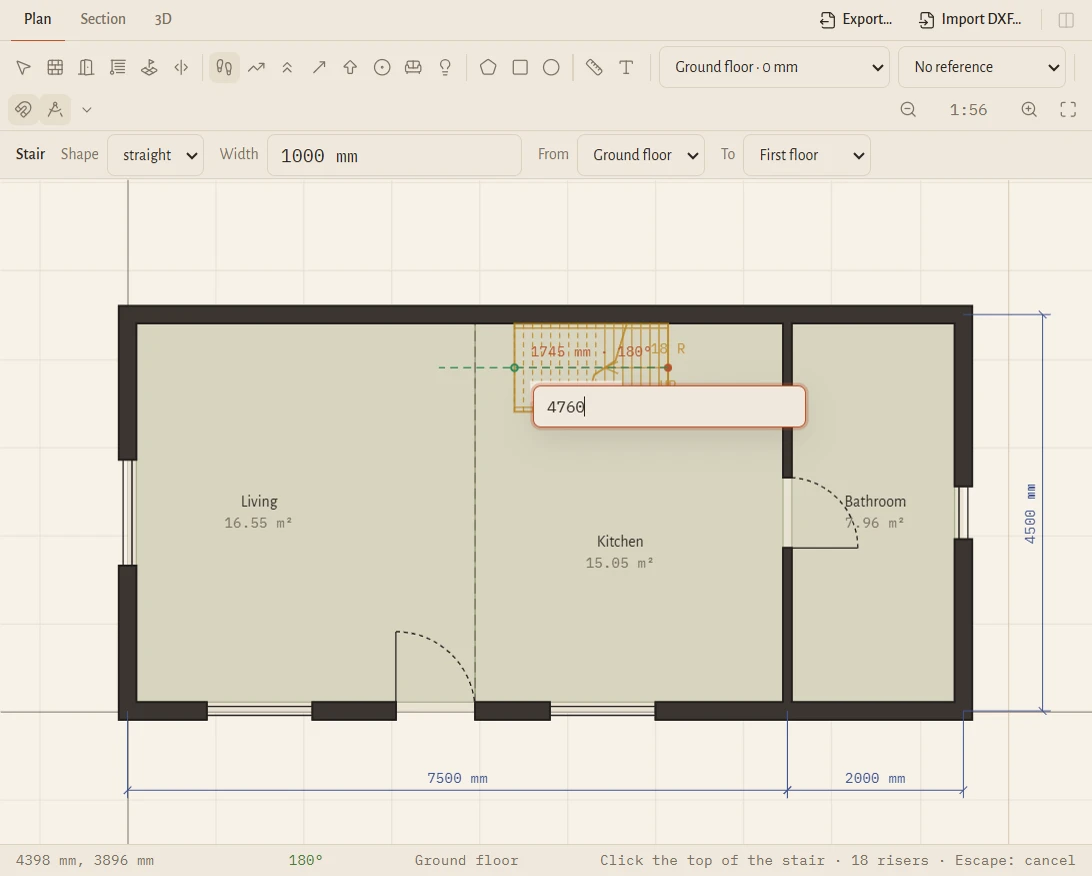 Plan
Section
3D
Export...
Import DXF...
Ground floor · 0 mm
No reference
1:56
Stair
Shape
straight
Width
1000 mm
From
Ground floor
To
First floor
1745 mm · 180°
18 R
4760
Living
16.55 m²
Kitchen
15.05 m²
Bathroom
7.96 m²
4500 mm
7500 mm
2000 mm
4398 mm, 3896 mm
180°
Ground floor
Click the top of the stair · 18 risers · Escape: cancel